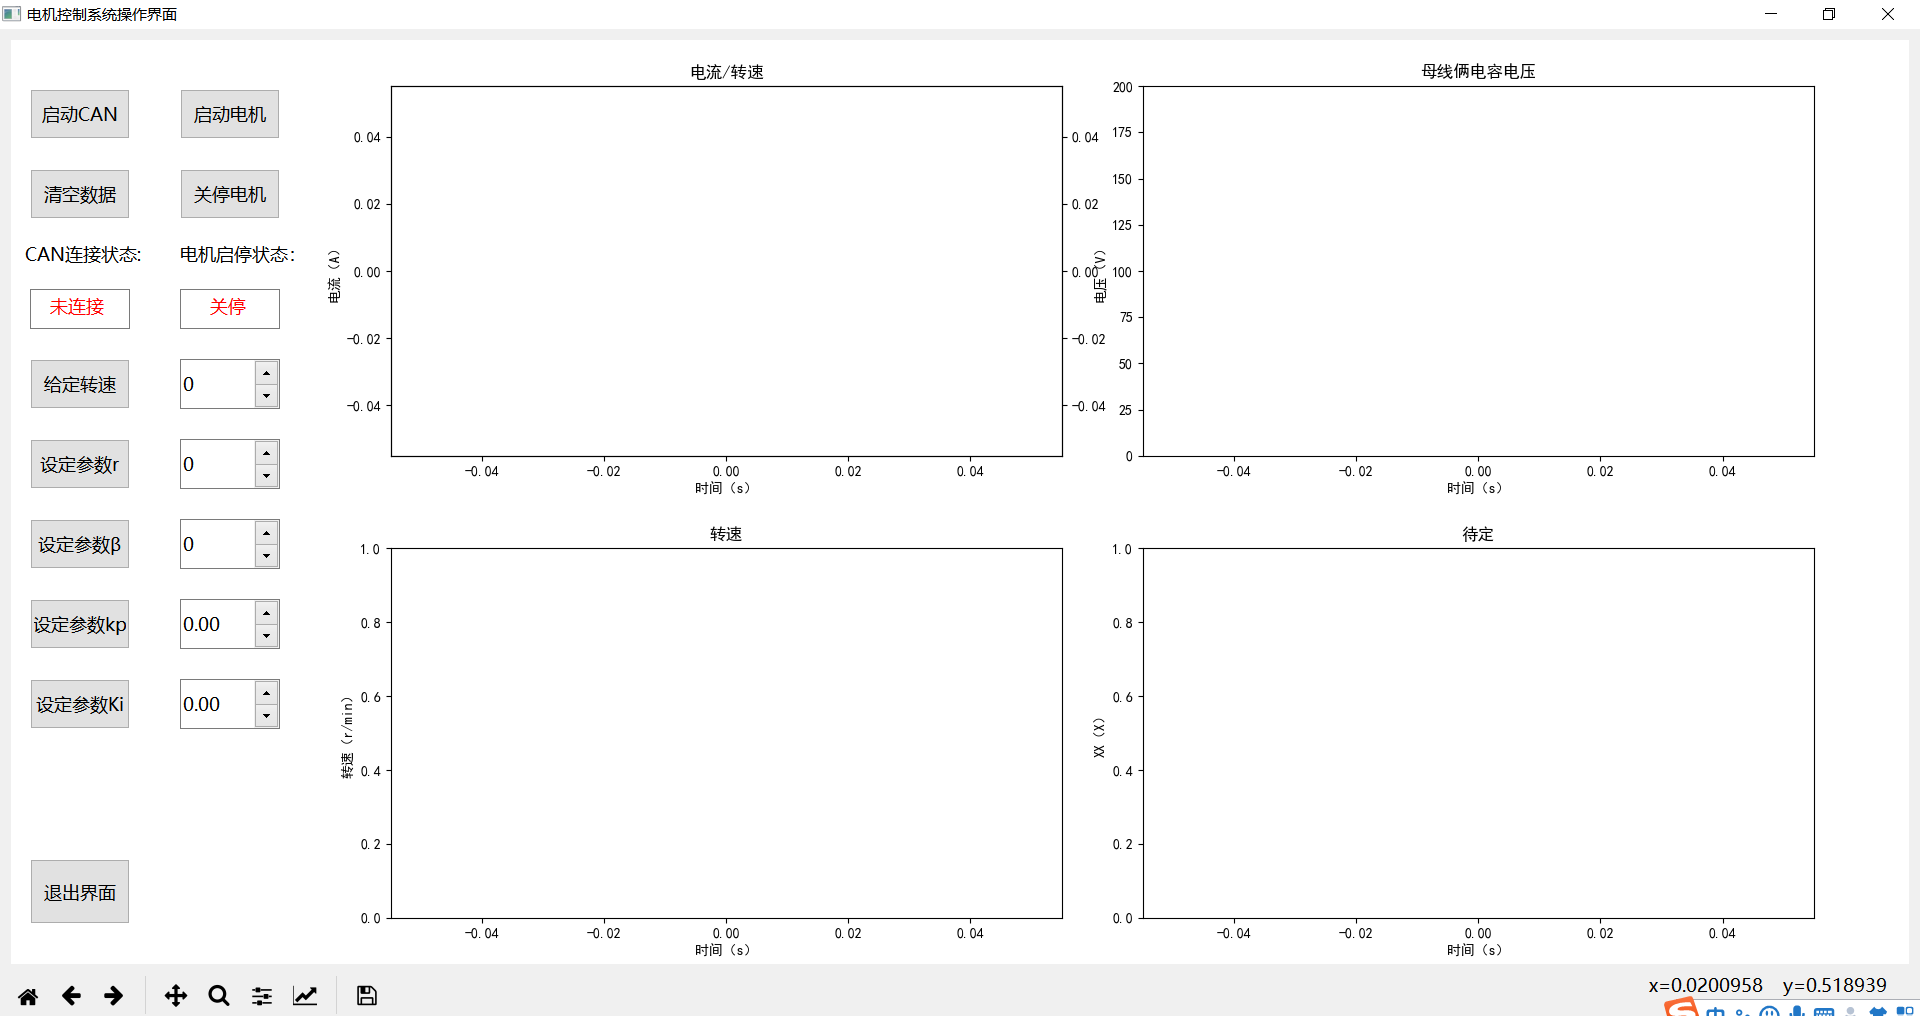 电机控制系统操作界面
启动CAN
启动电机
清空数据
关停电机
CAN连接状态:
电机启停状态:
未连接
关停
给定转速
0
设定参数r
0
设定参数β
0
设定参数kp
0.00
设定参数Ki
0.00
退出界面
电流/转速
0.04
0.02
0.00
-0.02
-0.04
电流（A）
0.04
0.02
0.00
-0.02
-0.04
-0.04
-0.02
0.00
0.02
0.04
时间（s）
母线俩电容电压
200
175
150
125
100
75
50
25
0
电压（V）
-0.04
-0.02
0.00
0.02
0.04
时间（s）
转速
1.0
0.8
0.6
0.4
0.2
0.0
转速（r/min）
-0.04
-0.02
0.00
0.02
0.04
时间（s）
待定
1.0
0.8
0.6
0.4
0.2
0.0
XX（X）
-0.04
-0.02
0.00
0.02
0.04
时间（s）
x=0.0200958 y=0.518939
中